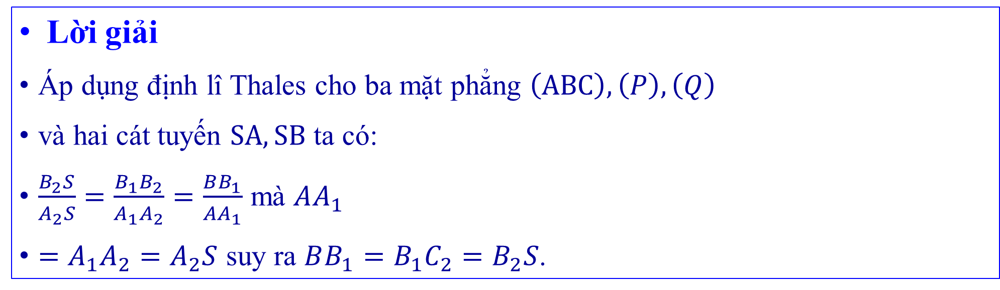 • Lời giải
• Áp dụng định lî Thales cho ba mặt phẳng (ABC), (P), (Q)
• và hai cát tuyến SA, SB ta có:
• $\frac{B_2S}{A_2S} = \frac{B_1B_2}{A_1A_2} = \frac{BB_1}{AA_1}$ mà $AA_1$
• $= A_1A_2 = A_2S$ suy ra $BB_1 = B_1C_2 = B_2S$.